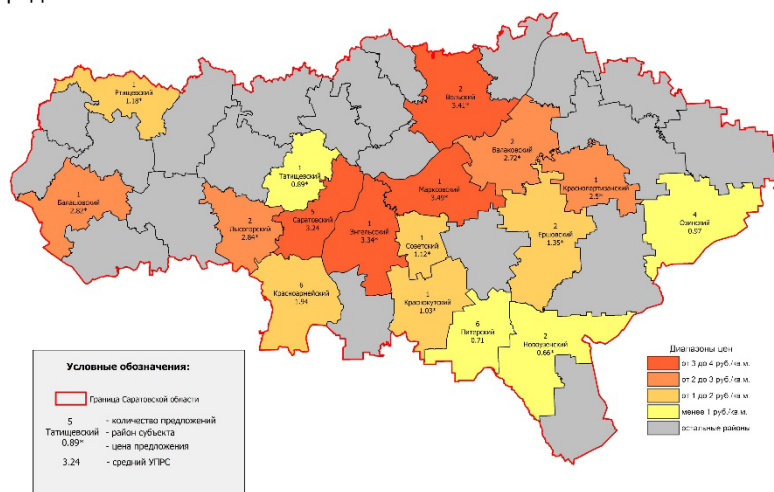 1
Ртищевский
1.18*
2
Вольский
3.41*
2
Балаковский
2.72*
1
Татищевский
0.89*
1
Марковский
3.49*
1
Краснопартизанский
2.5*
1
Балашовский
2.82*
2
Лысогорский
2.84*
5
Саратовский
3.24
1
Энгельсский
3.34*
1
Советский
1.12*
2
Ершовский
1.35*
4
Озинский
0.97
6
Красноармейский
1.94
1
Краснокутский
1.03*
6
Питерский
0.71
2
Новоузенский
0.66*
Условные обозначения:
Граница Саратовской области
5 - количество предложений
Татищевский - район субъекта
0.89* - цена предложения
3.24 - средний УПРС
Диапазоны цен
от 3 до 4 руб./кв.м.
от 2 до 3 руб./кв.м.
от 1 до 2 руб./кв.м.
менее 1 руб./кв.м.
остальные районы